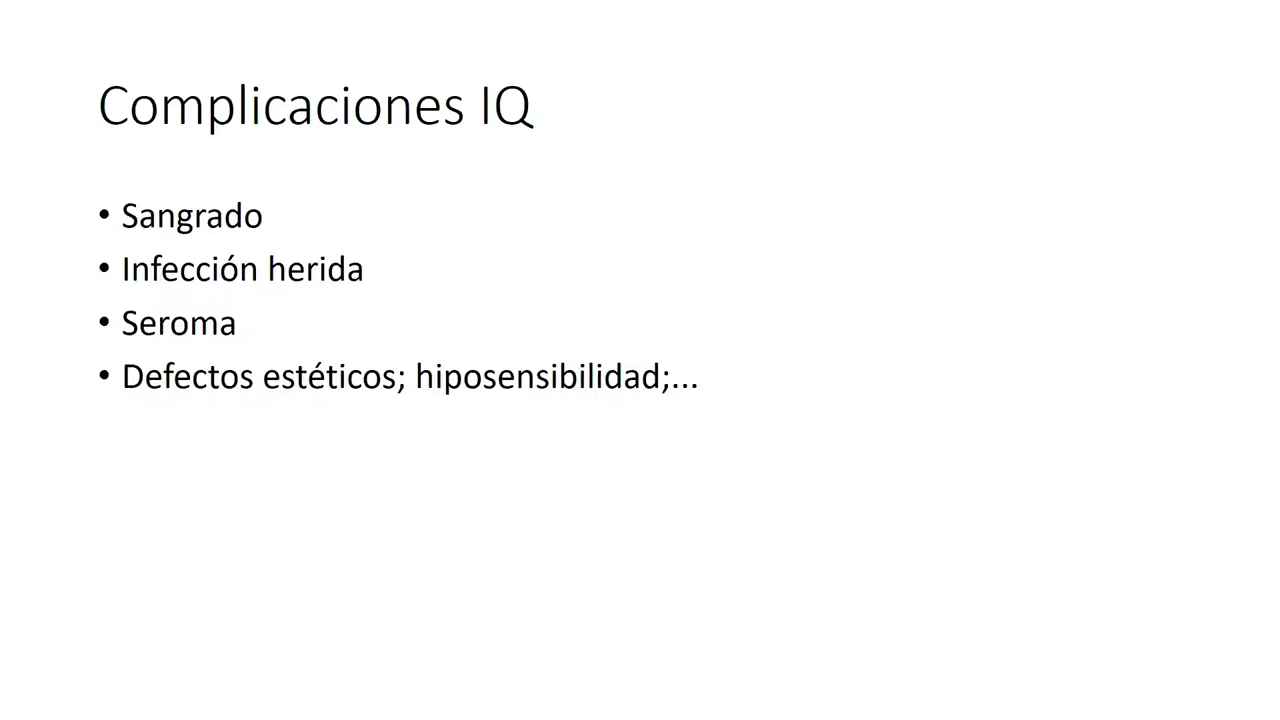 Complicaciones IQ
• Sangrado
• Infección herida
• Seroma
• Defectos estéticos; hiposensibilidad;...